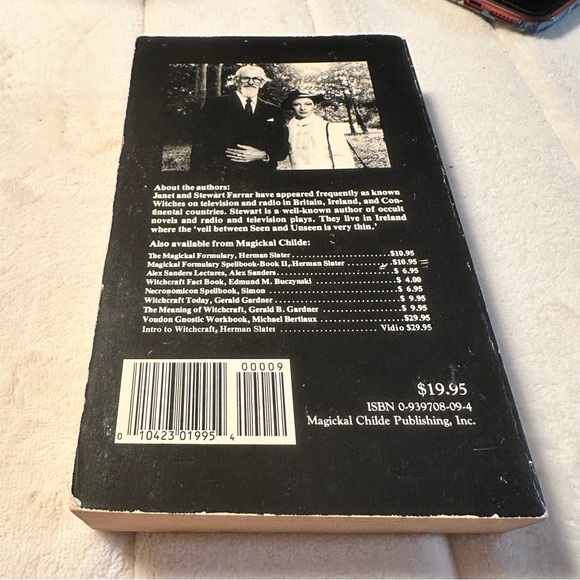 About the authors:
Janet and Stewart Farrar have appeared frequently as known
Witches on television and radio in Britain, Ireland, and Con-
tinental countries. Stewart is a well-known author of occult
novels and radio and television plays. They live in Ireland
where the 'veil between Seen and Unseen is very thin.'
Also available from Magickal Childe:
The Magickal Formulary, Herman Slater $10.95
Magickal Formulary Spellbook-Book II, Herman Slater $10.95
Alex Sanders Lectures, Alex Sanders $ 6.95
Witchcraft Fact Book, Edmund M. Buczynski $ 4.00
Necronomicon Spellbook, Simon $ 6.95
Witchcraft Today, Gerald Gardner $ 9.95
The Meaning of Witchcraft, Gerald B. Gardner $ 9.95
Voudon Gnostic Workbook, Michael Bertiaux $29.95
Intro to Witchcraft, Herman Slater Vidio $29.95
00009
0 10423 01995 4
$19.95
ISBN 0-939708-09-4
Magickal Childe Publishing, Inc.